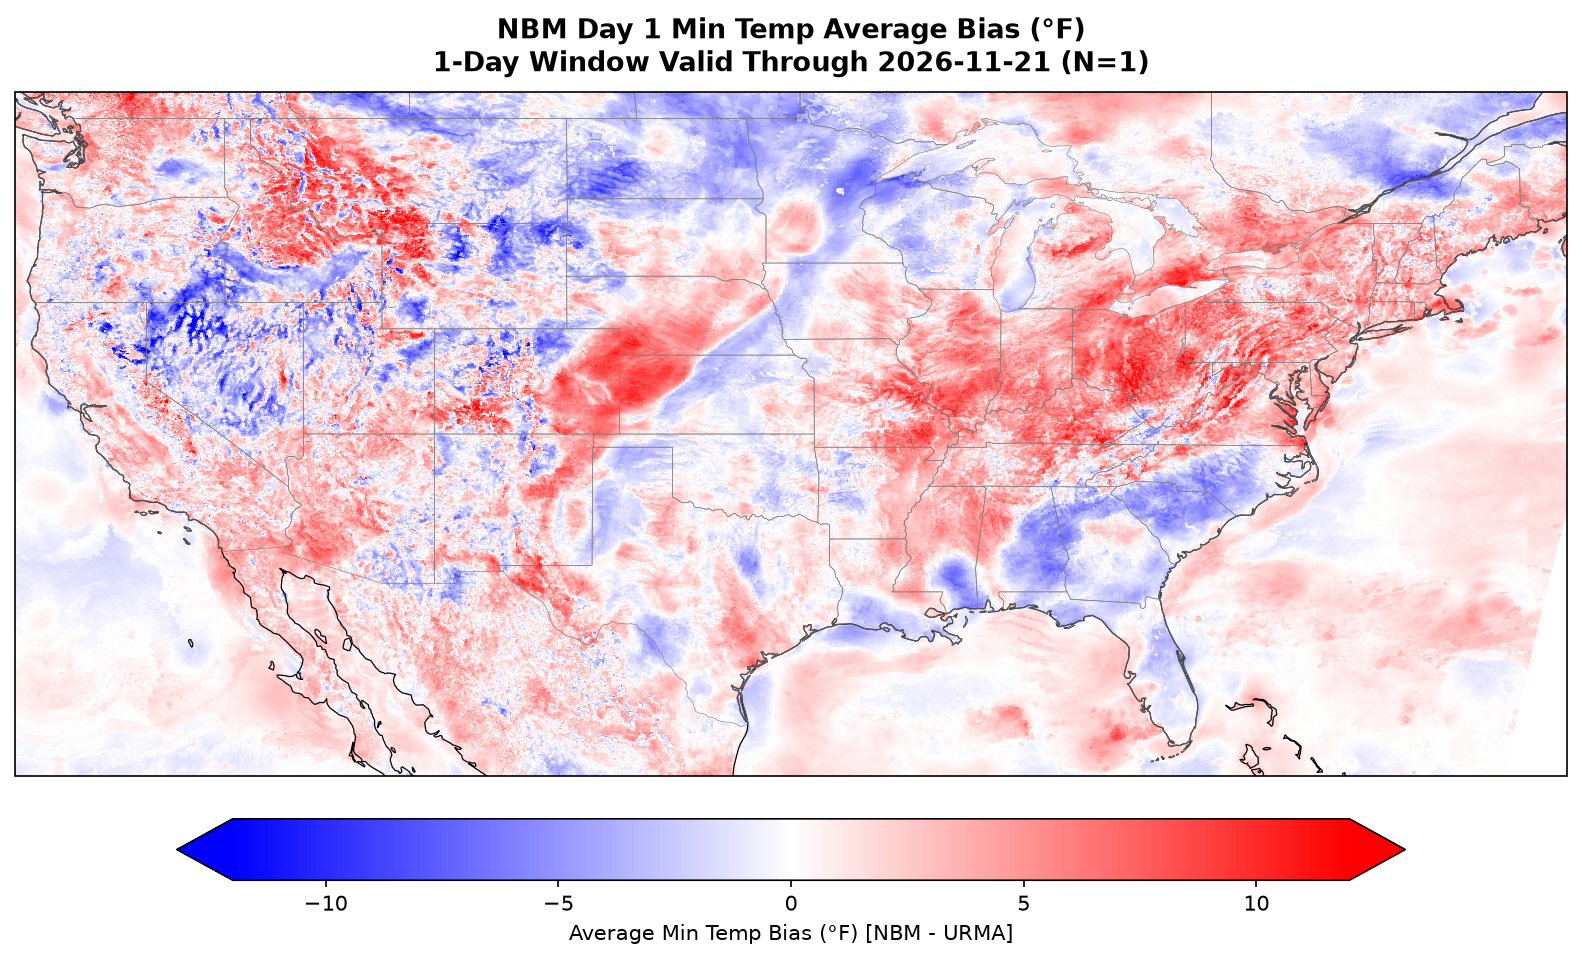 NBM Day 1 Min Temp Average Bias (°F)
1-Day Window Valid Through 2026-11-21 (N=1)
−10 −5 0 5 10
Average Min Temp Bias (°F) [NBM - URMA]